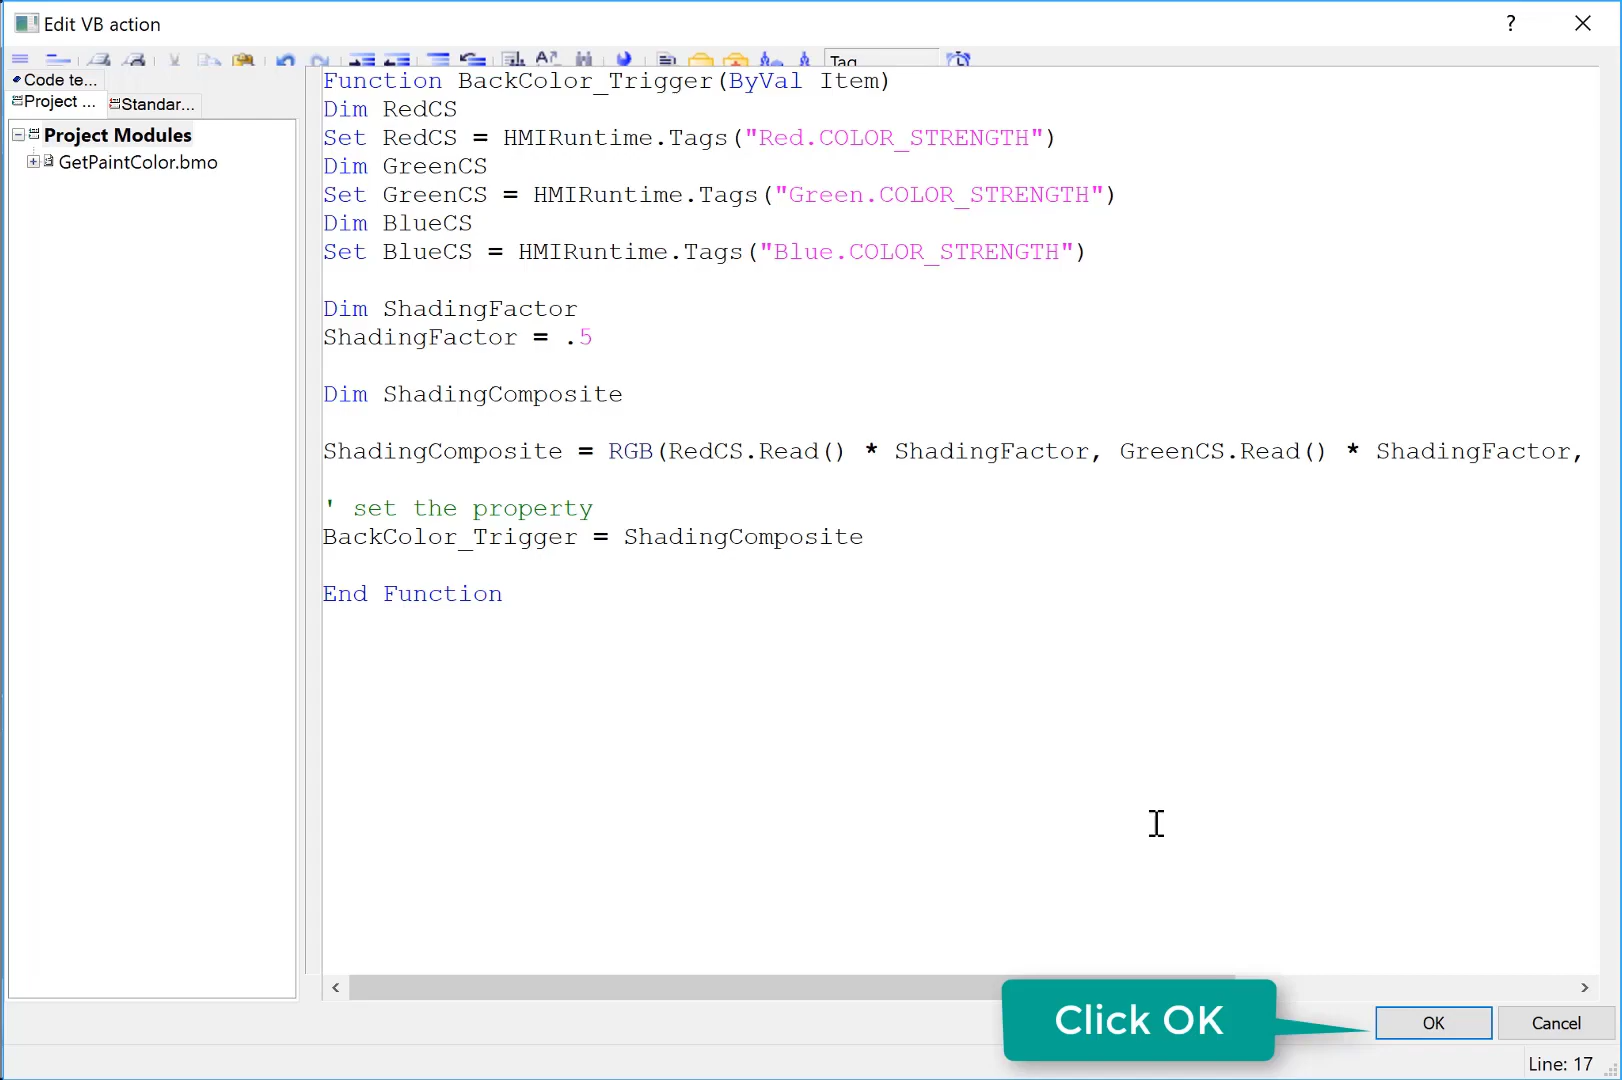 Edit VB action
?
Tag
Code te...
Project ...
Standar...
Project Modules
GetPaintColor.bmo
Function BackColor_Trigger(ByVal Item)
Dim RedCS
Set RedCS = HMIRuntime.Tags("Red.COLOR_STRENGTH")
Dim GreenCS
Set GreenCS = HMIRuntime.Tags("Green.COLOR_STRENGTH")
Dim BlueCS
Set BlueCS = HMIRuntime.Tags("Blue.COLOR_STRENGTH")
Dim ShadingFactor
ShadingFactor = .5
Dim ShadingComposite
ShadingComposite = RGB(RedCS.Read() * ShadingFactor, GreenCS.Read() * ShadingFactor,
' set the property
BackColor_Trigger = ShadingComposite
End Function
Click OK
OK
Cancel
Line: 17